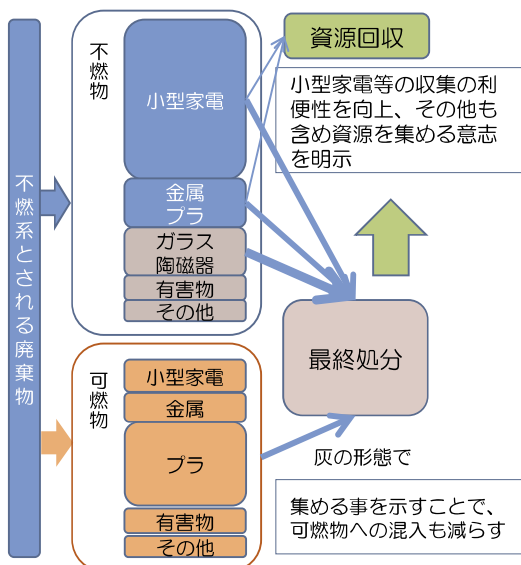 不燃系とされる廃棄物
不燃物
小型家電
金属
プラ
ガラス
陶磁器
有害物
その他
可燃物
小型家電
金属
プラ
有害物
その他
資源回収
小型家電等の収集の利
便性を向上、その他も
含め資源を集める意志
を明示
最終処分
灰の形態で
集める事を示すことで、
可燃物への混入も減らす